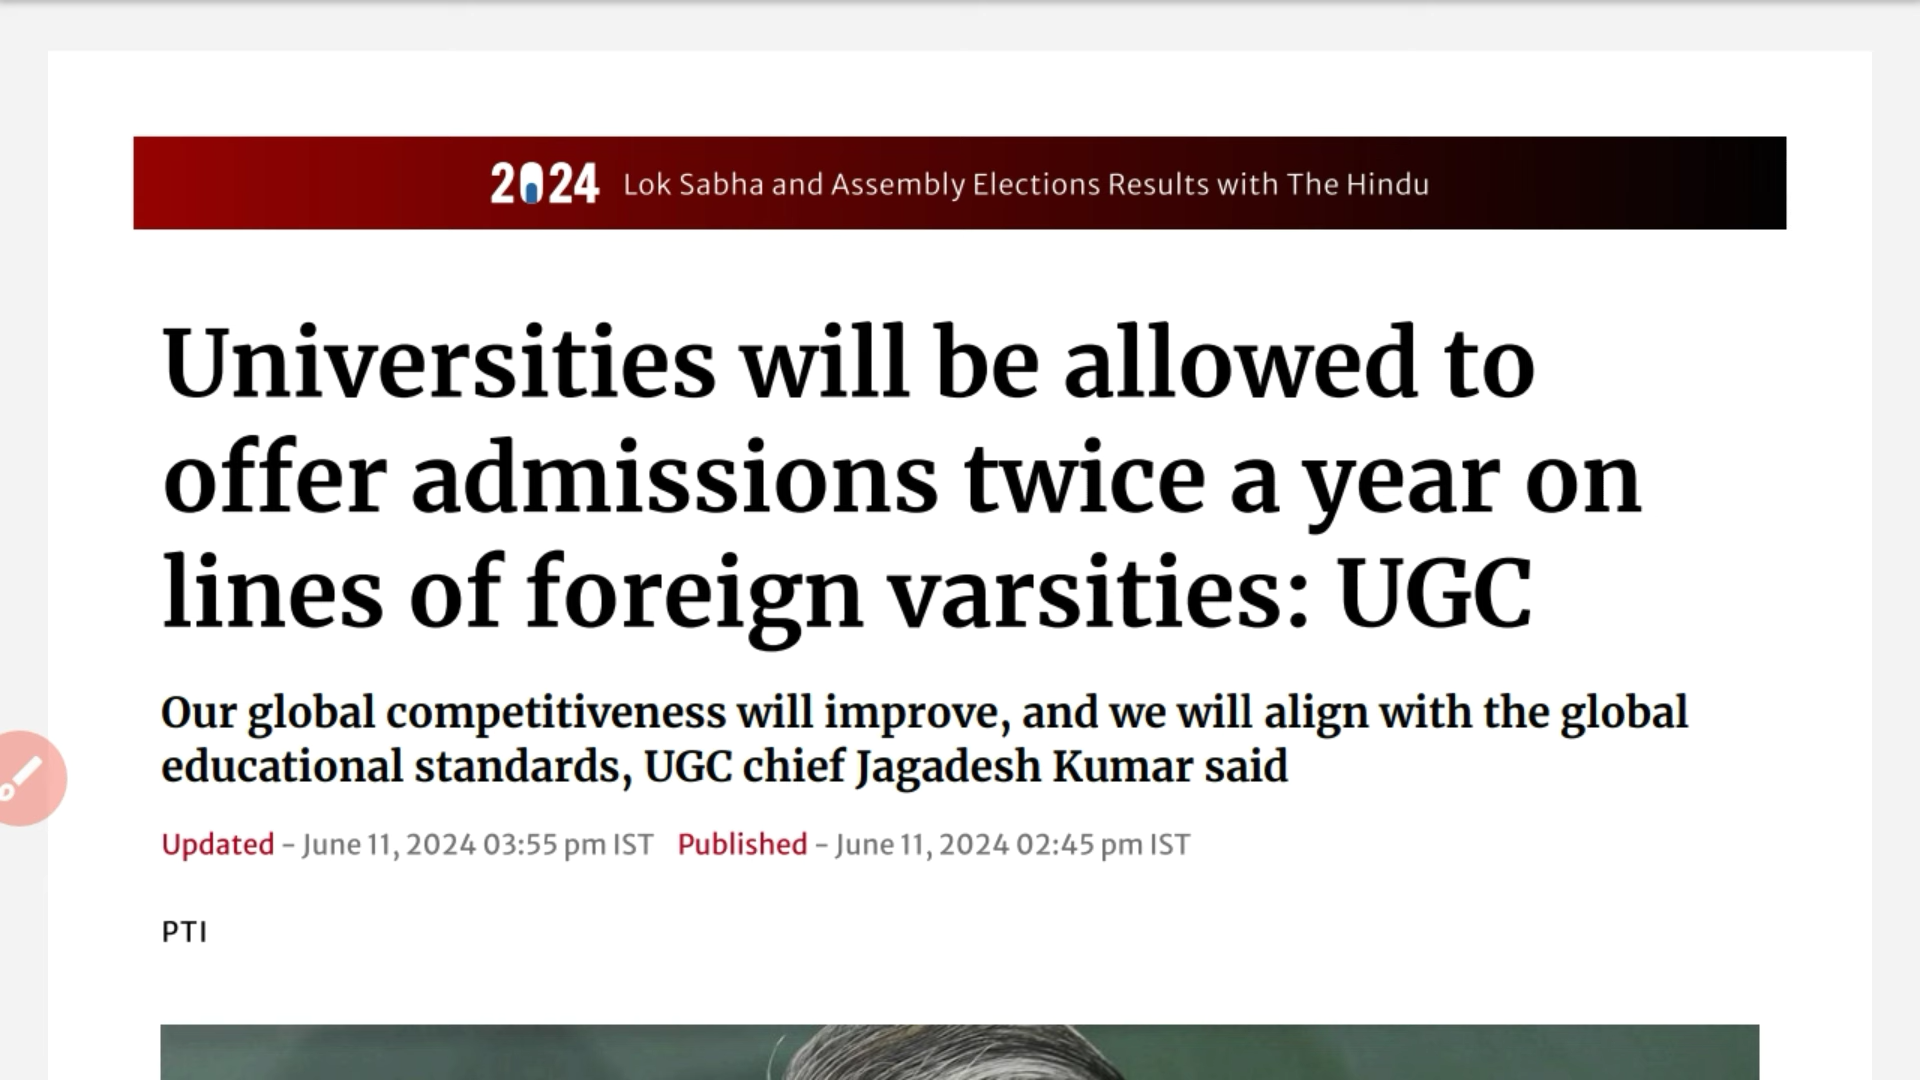 2024 Lok Sabha and Assembly Elections Results with The Hindu
Universities will be allowed to
offer admissions twice a year on
lines of foreign varsities: UGC
Our global competitiveness will improve, and we will align with the global
educational standards, UGC chief Jagadesh Kumar said
Updated - June 11, 2024 03:55 pm IST Published - June 11, 2024 02:45 pm IST
PTI